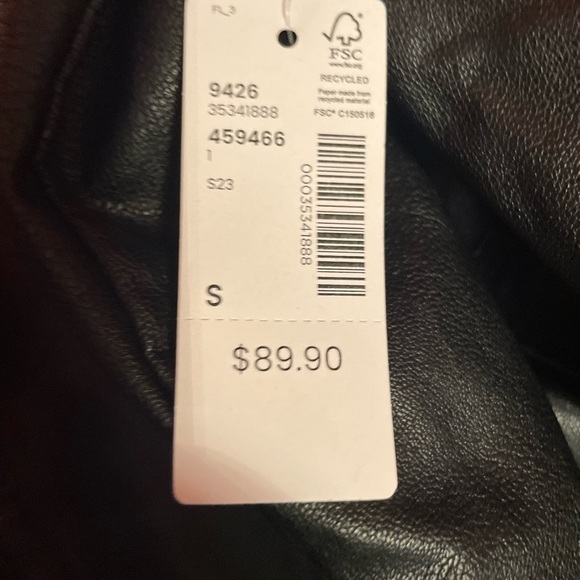 FL_3
FSC
www.fsc.org
RECYCLED
Paper made from
recycled material
FSC® C150518
9426
35341888
459466
1
S23
00035341888
S
$89.90